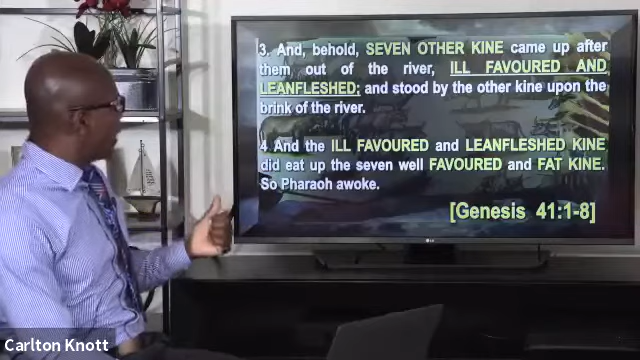 3. And, behold, SEVEN OTHER KINE came up after
them out of the river, ILL FAVOURED AND
LEANFLESHED; and stood by the other kine upon the
brink of the river.
4 And the ILL FAVOURED and LEANFLESHED KINE
did eat up the seven well FAVOURED and FAT KINE.
So Pharaoh awoke.
[Genesis 41:1-8]
LG
Carlton Knott